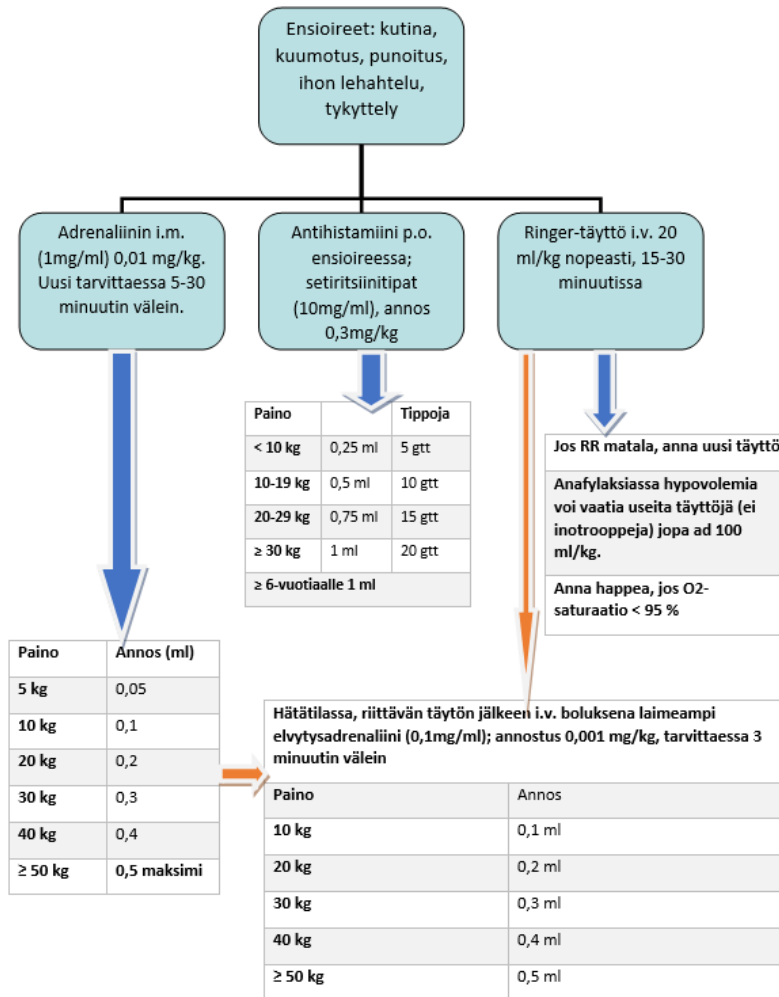 Ensioireet: kutina,
kuumotus, punoitus,
ihon lehahtelu,
tykyttely
Adrenaliinin i.m.
(1mg/ml) 0,01 mg/kg.
Uusi tarvittaessa 5-30
minuutin välein.
Antihistamiini p.o.
ensioireessa;
setiritsiinitipat
(10mg/ml), annos
0,3mg/kg
Ringer-täyttö i.v. 20
ml/kg nopeasti, 15-30
minuutissa
Paino Tippoja
< 10 kg 0,25 ml 5 gtt
10-19 kg 0,5 ml 10 gtt
20-29 kg 0,75 ml 15 gtt
≥ 30 kg 1 ml 20 gtt
≥ 6-vuotiaalle 1 ml
Jos RR matala, anna uusi täyttö
Anafylaksiassa hypovolemia
voi vaatia useita täyttöjä (ei
inotrooppeja) jopa ad 100
ml/kg.
Anna happea, jos O2-
saturaatio < 95 %
Paino Annos (ml)
5 kg 0,05
10 kg 0,1
20 kg 0,2
30 kg 0,3
40 kg 0,4
≥ 50 kg 0,5 maksimi
Hätätilassa, riittävän täytön jälkeen i.v. boluksena laimeampi
elvytysadrenaliini (0,1mg/ml); annostus 0,001 mg/kg, tarvittaessa 3
minuutin välein
Paino Annos
10 kg 0,1 ml
20 kg 0,2 ml
30 kg 0,3 ml
40 kg 0,4 ml
≥ 50 kg 0,5 ml